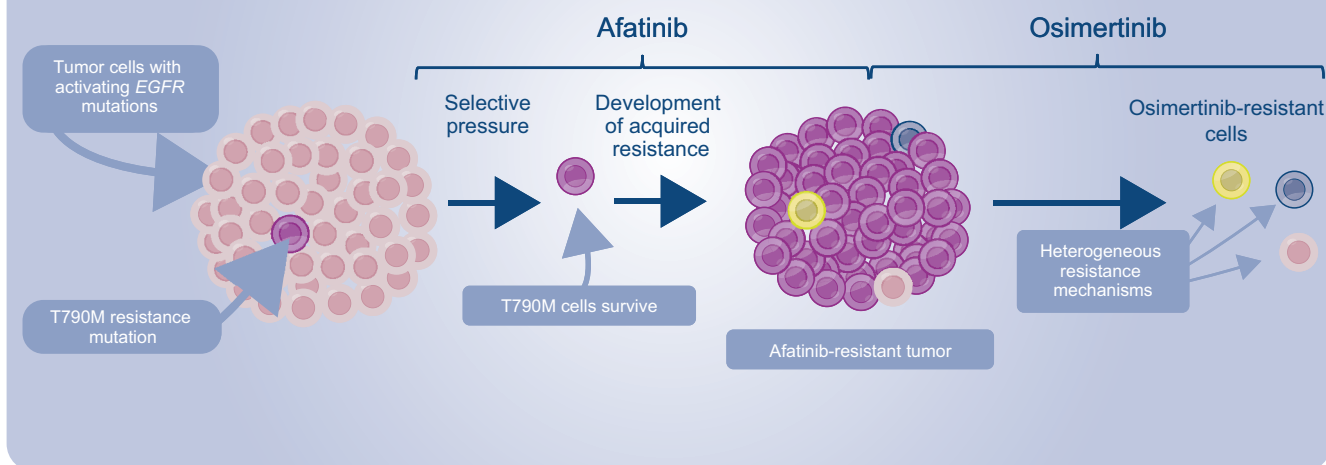 Afatinib
Osimertinib
Tumor cells with
activating EGFR
mutations
Selective
pressure
Development
of acquired
resistance
Osimertinib-resistant
cells
T790M resistance
mutation
T790M cells survive
Afatinib-resistant tumor
Heterogeneous
resistance
mechanisms